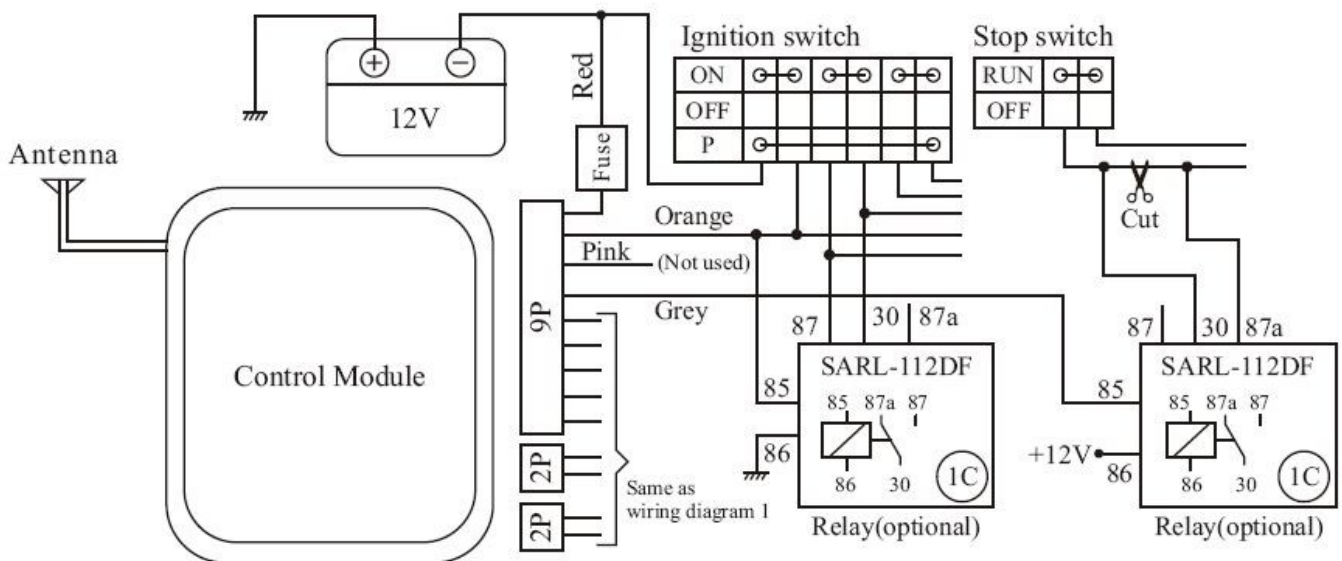 Ignition switch
Stop switch
ON
OFF
P
RUN
OFF
+
−
12V
Red
Fuse
Antenna
Orange
Pink
(Not used)
Grey
Cut
9P
2P
2P
Control Module
Same as
wiring diagram 1
87
30
87a
SARL-112DF
85
86
85
87a
87
86
30
1C
Relay(optional)
87
30
87a
SARL-112DF
85
+12V
86
85
87a
87
86
30
1C
Relay(optional)